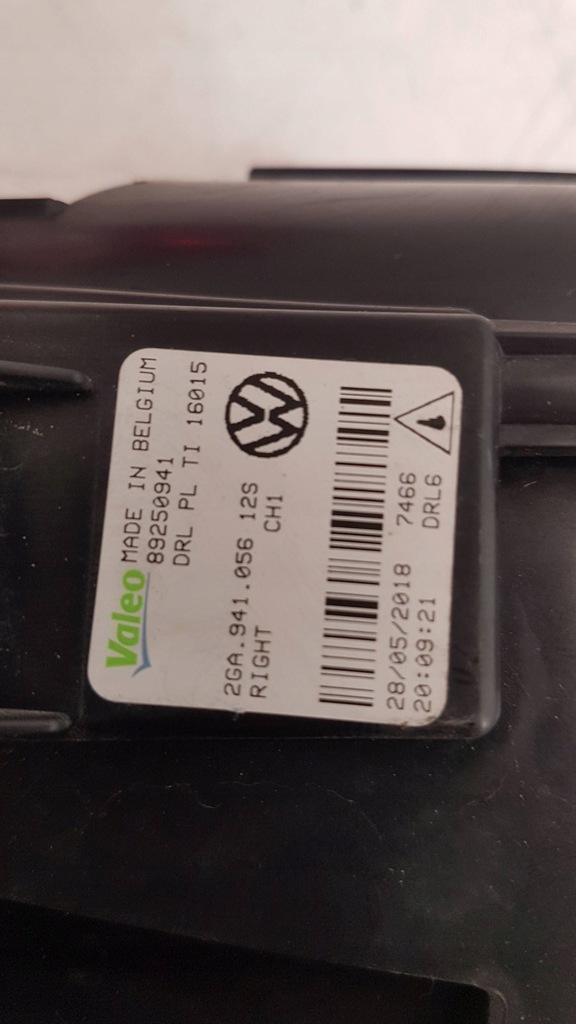 Valeo MADE IN BELGIUM
89250941
DRL PL TI 16015
2GA.941.056 12S
RIGHT CH1
28/05/2018 7466
20:09:21 DRL6